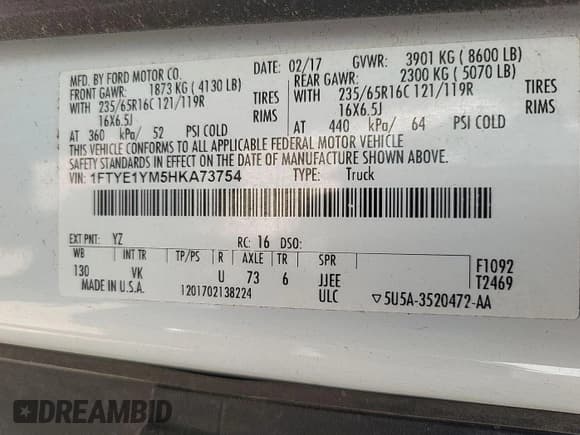 MFD. BY FORD MOTOR CO.
DATE: 02/17 GVWR: 3901 KG ( 8600 LB)
FRONT GAWR: 1873 KG ( 4130 LB)
REAR GAWR: 2300 KG ( 5070 LB)
WITH 235/65R16C 121/119R TIRES
WITH 235/65R16C 121/119R TIRES
16X6.5J RIMS
16X6.5J RIMS
AT 360 kPa/ 52 PSI COLD
AT 440 kPa/ 64 PSI COLD
THIS VEHICLE CONFORMS TO ALL APPLICABLE FEDERAL MOTOR VEHICLE
SAFETY STANDARDS IN EFFECT ON THE DATE OF MANUFACTURE SHOWN ABOVE.
VIN: 1FTYE1YM5HKA73754 TYPE: Truck
EXT PNT: YZ RC: 16 DSO:
WB INT TR TP/PS R AXLE TR SPR F1092
130 VK U 73 6 JJEE T2469
MADE IN U.S.A. 1201702138224 ULC ▽5U5A-3520472-AA
DREAMBID